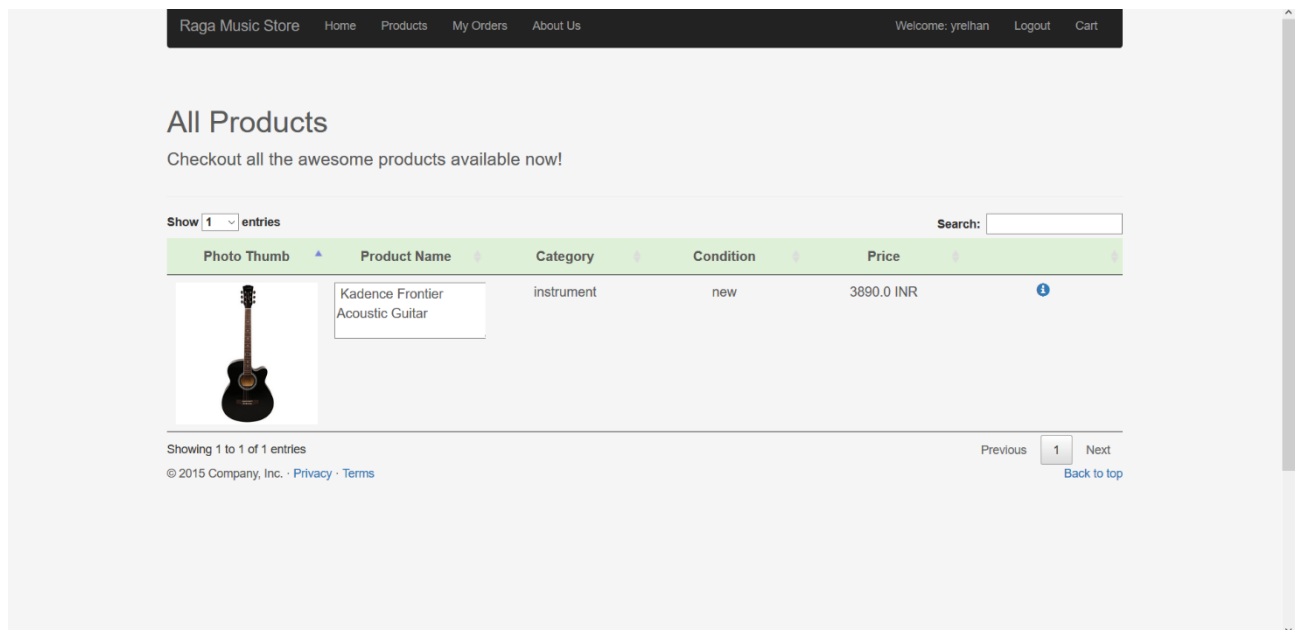 Raga Music Store Home Products My Orders About Us Welcome: yrelhan Logout Cart
All Products
Checkout all the awesome products available now!
Show 1 entries Search:
Photo Thumb Product Name Category Condition Price
Kadence Frontier instrument new 3890.0 INR
Acoustic Guitar
Showing 1 to 1 of 1 entries Previous 1 Next
© 2015 Company, Inc. · Privacy · Terms Back to top